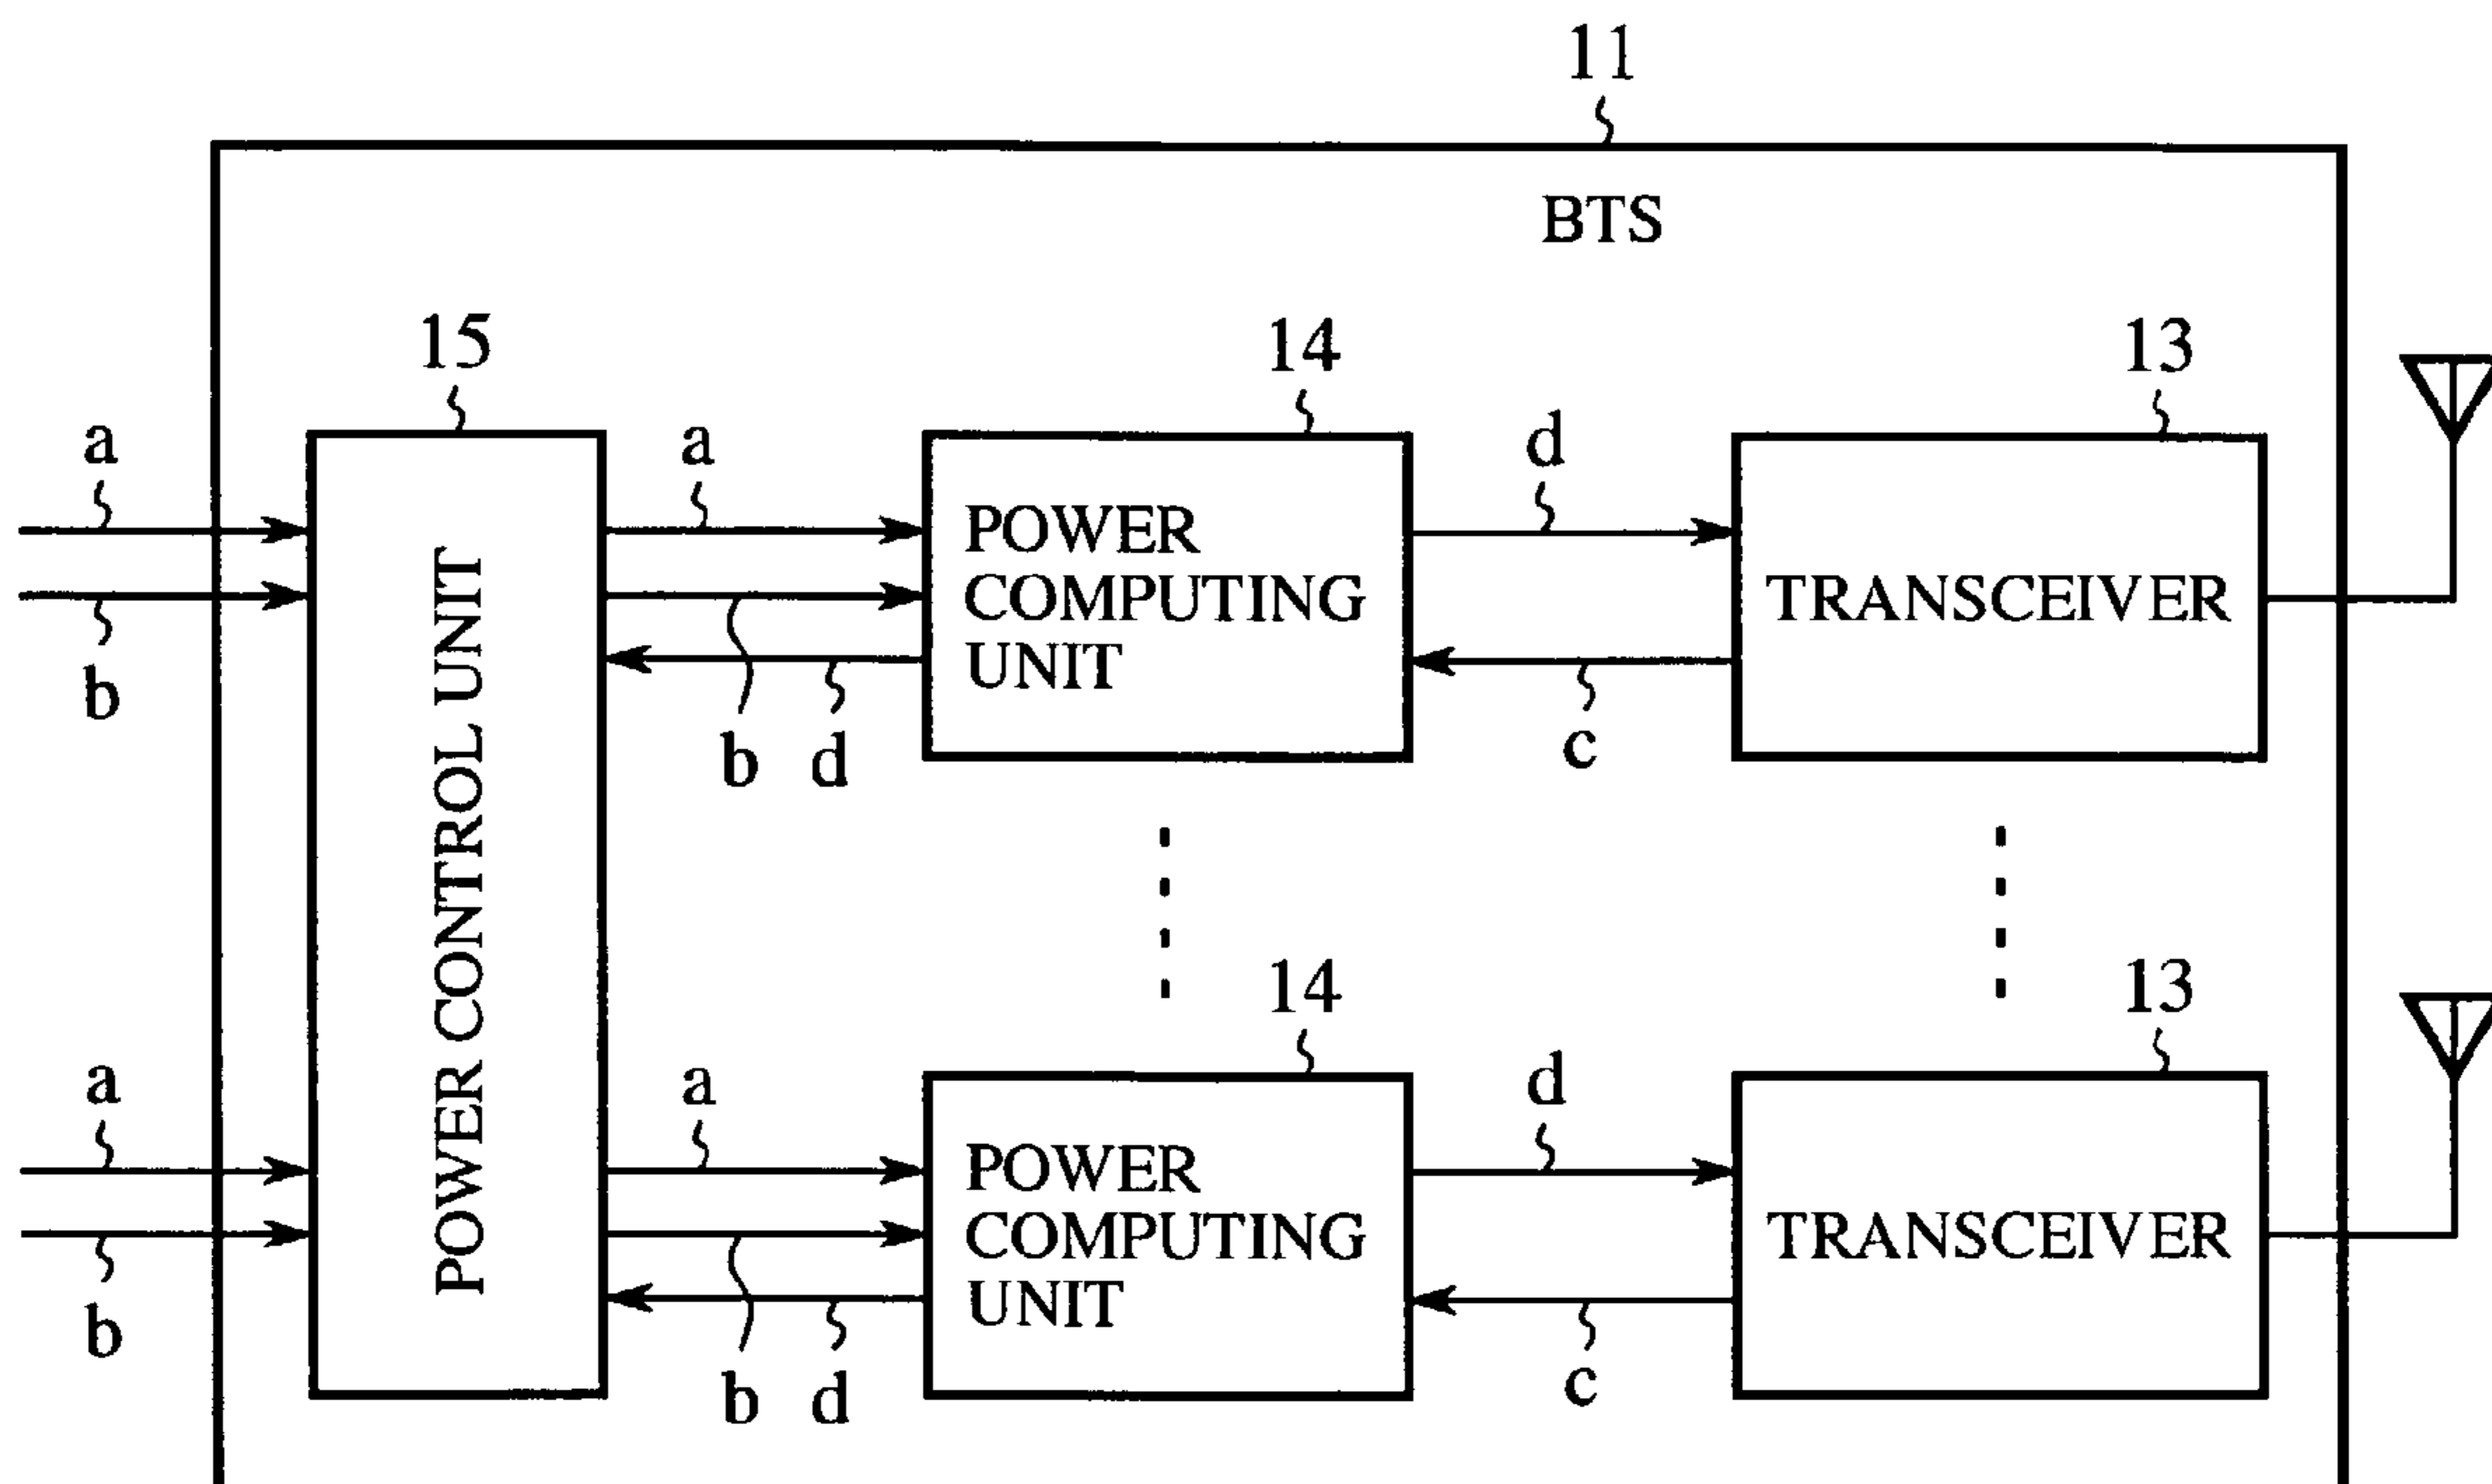 11
BTS
15
14
13
a
a
d
POWER
COMPUTING
UNIT
TRANSCEIVER
b
b
d
c
POWER CONTROL UNIT
14
13
a
a
d
POWER
COMPUTING
UNIT
TRANSCEIVER
b
b
d
c